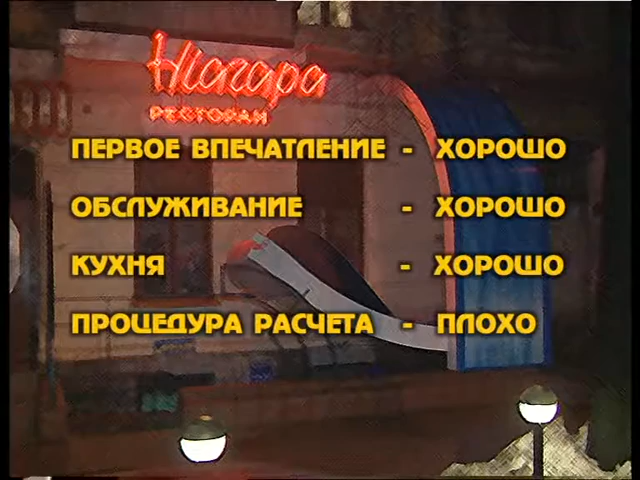 Ніагара
РЕСТОРАН
ПЕРВОЕ ВПЕЧАТЛЕНИЕ - ХОРОШО
ОБСЛУЖИВАНИЕ - ХОРОШО
КУХНЯ - ХОРОШО
ПРОЦЕДУРА РАСЧЕТА - ПЛОХО